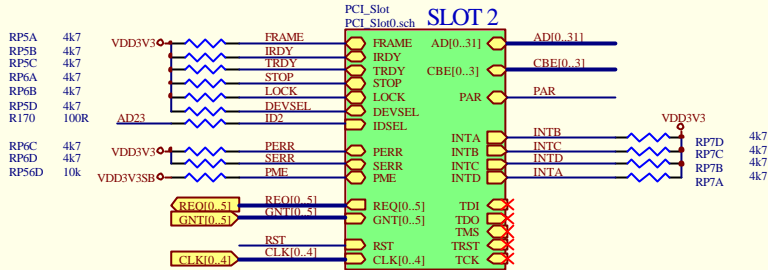 PCI_Slot
PCI_Slot0.sch
SLOT 2
RP5A 4k7 VDD3V3 FRAME FRAME AD[0..31] AD[0..31]
RP5B 4k7 IRDY IRDY
RP5C 4k7 TRDY TRDY CBE[0..3] CBE[0..3]
RP6A 4k7 STOP STOP
RP6B 4k7 LOCK LOCK PAR PAR
RP5D 4k7 DEVSEL DEVSEL
R170 100R AD23 ID2 IDSEL VDD3V3
INTA INTB RP7D 4k7
RP6C 4k7 VDD3V3 PERR PERR INTB INTC RP7C 4k7
RP6D 4k7 SERR SERR INTC INTD RP7B 4k7
RP56D 10k VDD3V3SB PME PME INTD INTA RP7A 4k7
REQ[0..5] REQ[0..5] REQ[0..5] TDI
GNT[0..5] GNT[0..5] GNT[0..5] TDO
TMS
RST RST TRST
CLK[0..4] CLK[0..4] CLK[0..4] TCK